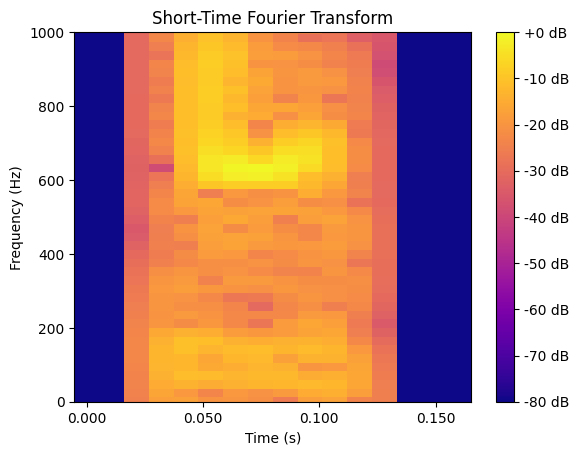 Short-Time Fourier Transform
1000
800
600
400
200
0
Frequency (Hz)
0.000
0.050
0.100
0.150
Time (s)
+0 dB
-10 dB
-20 dB
-30 dB
-40 dB
-50 dB
-60 dB
-70 dB
-80 dB